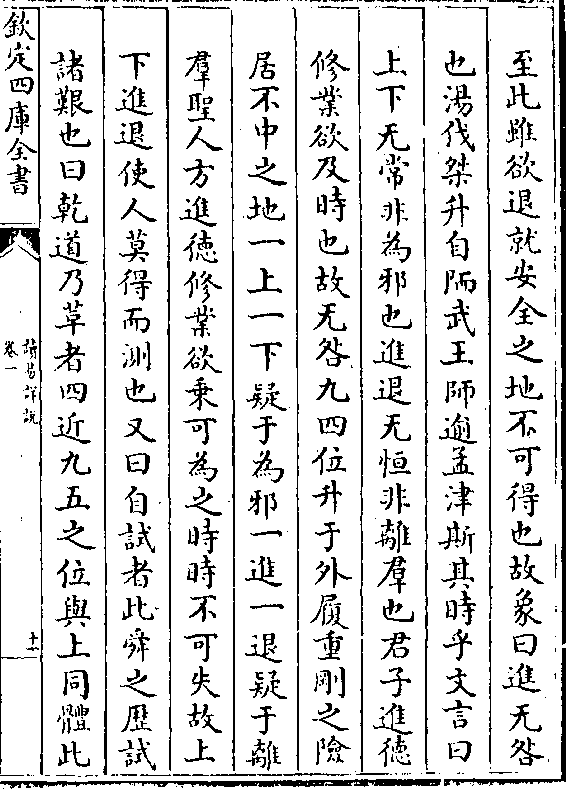 至此雖欲退就安全之地不可得也故象曰進无咎
也湯伐桀升自陑武王師逾孟津斯其時乎文言曰
上下无常非為邪也進退无恒非離羣也君子進徳
修業欲及時也故无咎九四位升于外履重剛之險
居不中之地一上一下疑于為邪一進一退疑于離
羣聖人方進徳修業欲乗可為之時時不可失故上
下進退使人莫得而測也又曰自試者此舜之歴試
諸艱也曰乾道乃革者四近九五之位與上同體此
欽定四庫全書
讀易詳說
卷一
十一